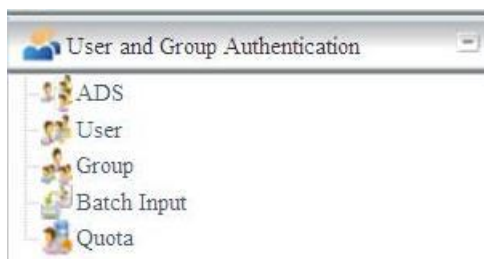 User and Group Authentication
ADS
User
Group
Batch Input
Quota